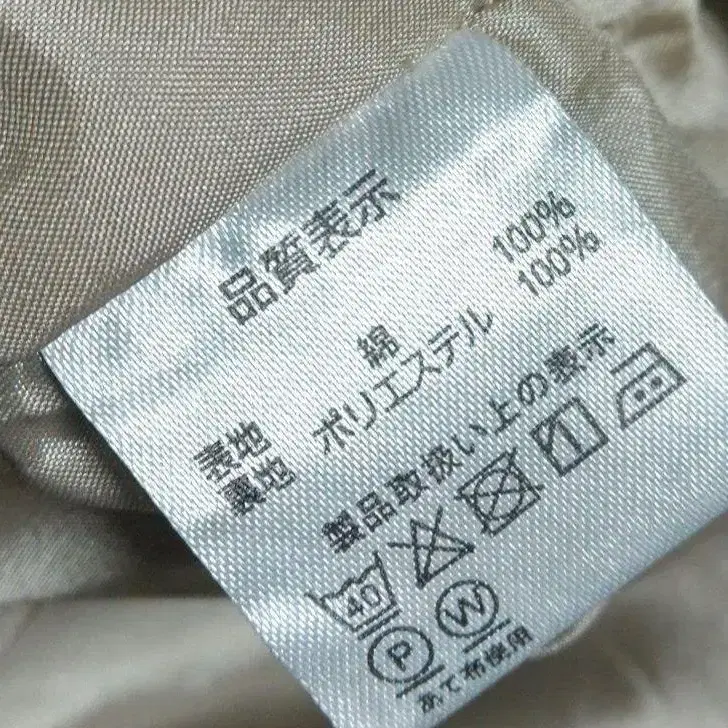 品質表示
表地 綿 100%
裏地 ポリエステル 100%
製品取扱い上の表示
40
P W
あて布使用